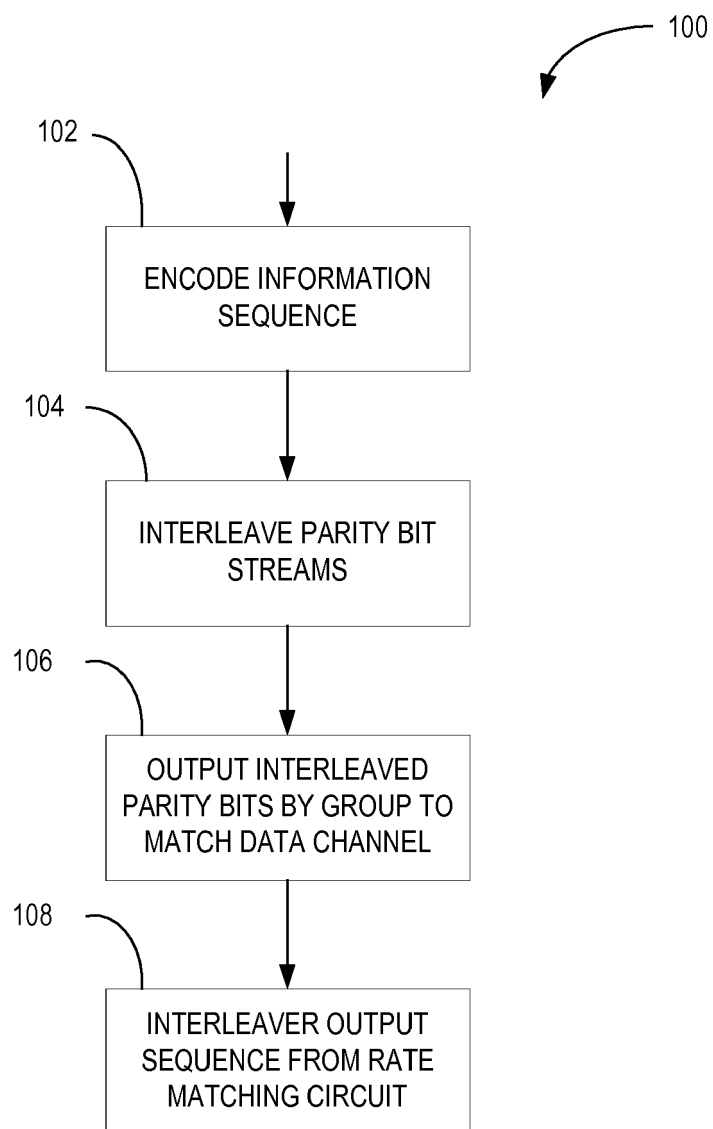 100
102
ENCODE INFORMATION
SEQUENCE
104
INTERLEAVE PARITY BIT
STREAMS
106
OUTPUT INTERLEAVED
PARITY BITS BY GROUP TO
MATCH DATA CHANNEL
108
INTERLEAVER OUTPUT
SEQUENCE FROM RATE
MATCHING CIRCUIT